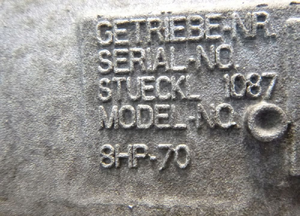 GETRIEBE-NR.
SERIAL-NO.
STUECKL 1087
MODEL-NO.
8HP-70